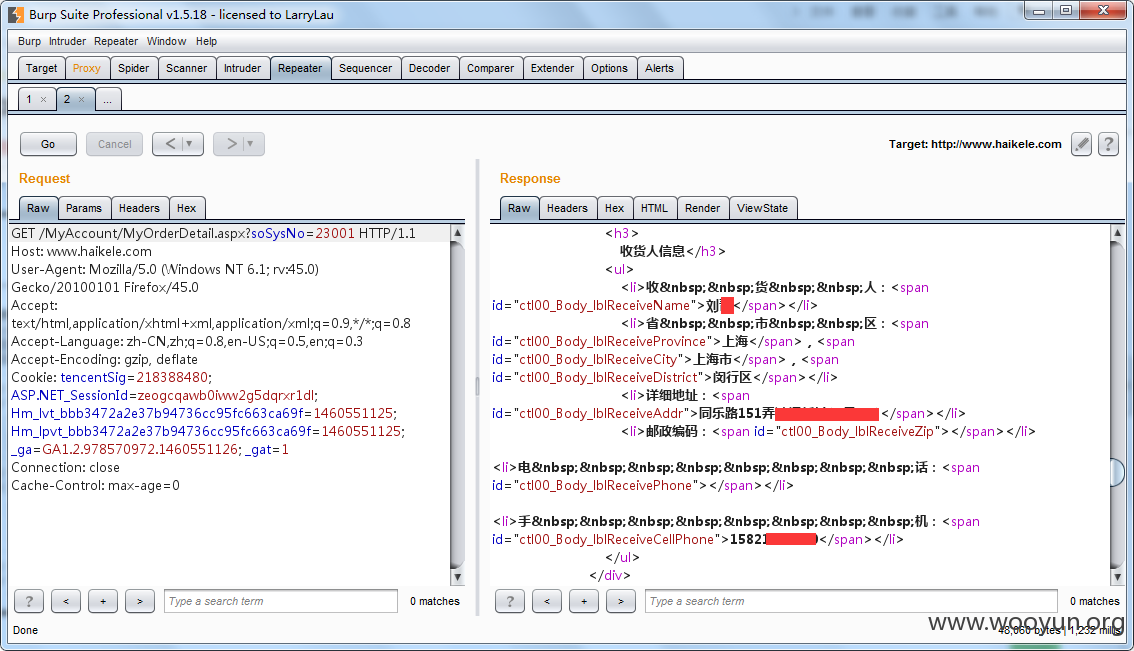 Burp Suite Professional v1.5.18 - licensed to LarryLau
Burp Intruder Repeater Window Help
Target Proxy Spider Scanner Intruder Repeater Sequencer Decoder Comparer Extender Options Alerts
1 × 2 × ...
Go Cancel < > Target: http://www.haikele.com ?
Request
Raw Params Headers Hex
GET /MyAccount/MyOrderDetail.aspx?soSysNo=23001 HTTP/1.1
Host: www.haikele.com
User-Agent: Mozilla/5.0 (Windows NT 6.1; rv:45.0)
Gecko/20100101 Firefox/45.0
Accept:
text/html,application/xhtml+xml,application/xml;q=0.9,*/*;q=0.8
Accept-Language: zh-CN,zh;q=0.8,en-US;q=0.5,en;q=0.3
Accept-Encoding: gzip, deflate
Cookie: tencentSig=218388480;
ASP.NET_SessionId=zeogcqawb0iww2g5dqrxr1dl;
Hm_lvt_bbb3472a2e37b94736cc95fc663ca69f=1460551125;
Hm_lpvt_bbb3472a2e37b94736cc95fc663ca69f=1460551125;
_ga=GA1.2.978570972.1460551126; _gat=1
Connection: close
Cache-Control: max-age=0
? < + > Type a search term 0 matches
Response
Raw Headers Hex HTML Render ViewState
<h3>
收货人信息</h3>
<ul>
<li>收&nbsp;&nbsp;货&nbsp;&nbsp;人：<span
id="ctl00_Body_lblReceiveName">刘</span></li>
<li>省&nbsp;&nbsp;市&nbsp;&nbsp;区：<span
id="ctl00_Body_lblReceiveProvince">上海</span>，<span
id="ctl00_Body_lblReceiveCity">上海市</span>，<span
id="ctl00_Body_lblReceiveDistrict">闵行区</span></li>
<li>详细地址：<span
id="ctl00_Body_lblReceiveAddr">同乐路151弄</span></li>
<li>邮政编码：<span id="ctl00_Body_lblReceiveZip"></span></li>
<li>电&nbsp;&nbsp;&nbsp;&nbsp;&nbsp;&nbsp;&nbsp;&nbsp;话：<span
id="ctl00_Body_lblReceivePhone"></span></li>
<li>手&nbsp;&nbsp;&nbsp;&nbsp;&nbsp;&nbsp;&nbsp;&nbsp;机：<span
id="ctl00_Body_lblReceiveCellPhone">15821</span></li>
</ul>
</div>
? < + > Type a search term 0 matches
Done
48,060 bytes | 1,232 millis
www.wooyun.org